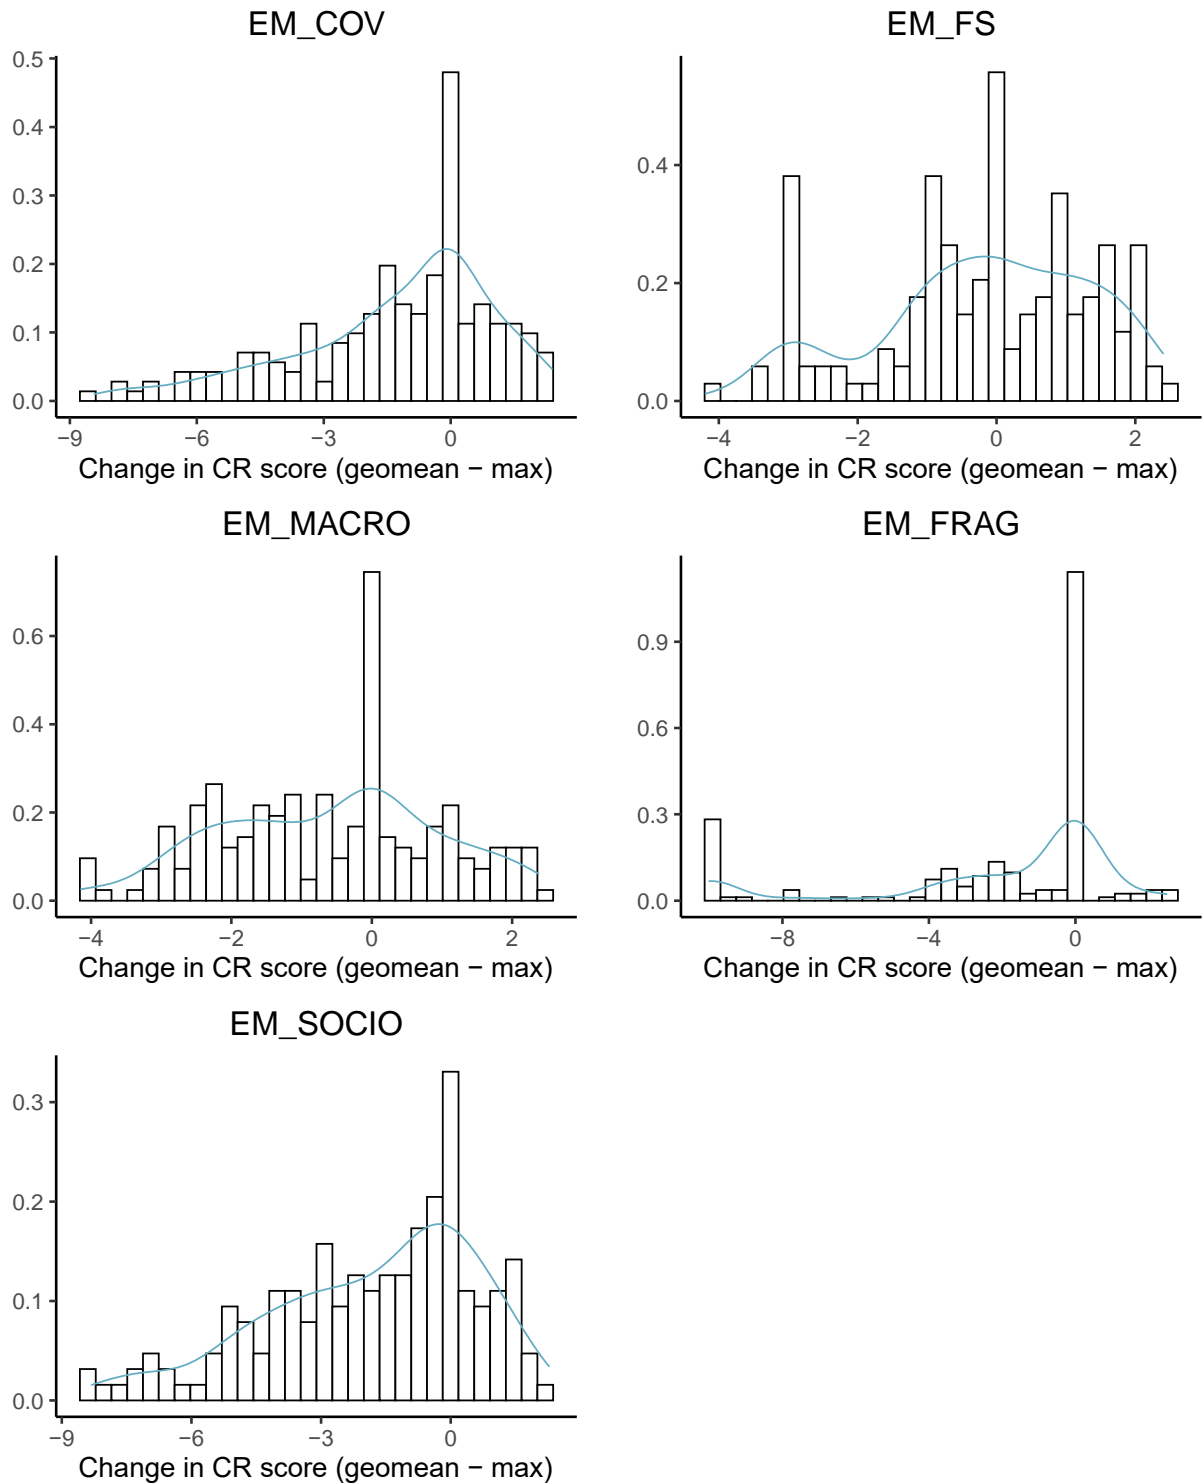 EM_COV
0.5
0.4
0.3
0.2
0.1
0.0
−9 −6 −3 0
Change in CR score (geomean − max)
EM_FS
0.4
0.2
0.0
−4 −2 0 2
Change in CR score (geomean − max)
EM_MACRO
0.6
0.4
0.2
0.0
−4 −2 0 2
Change in CR score (geomean − max)
EM_FRAG
0.9
0.6
0.3
0.0
−8 −4 0
Change in CR score (geomean − max)
EM_SOCIO
0.3
0.2
0.1
0.0
−9 −6 −3 0
Change in CR score (geomean − max)